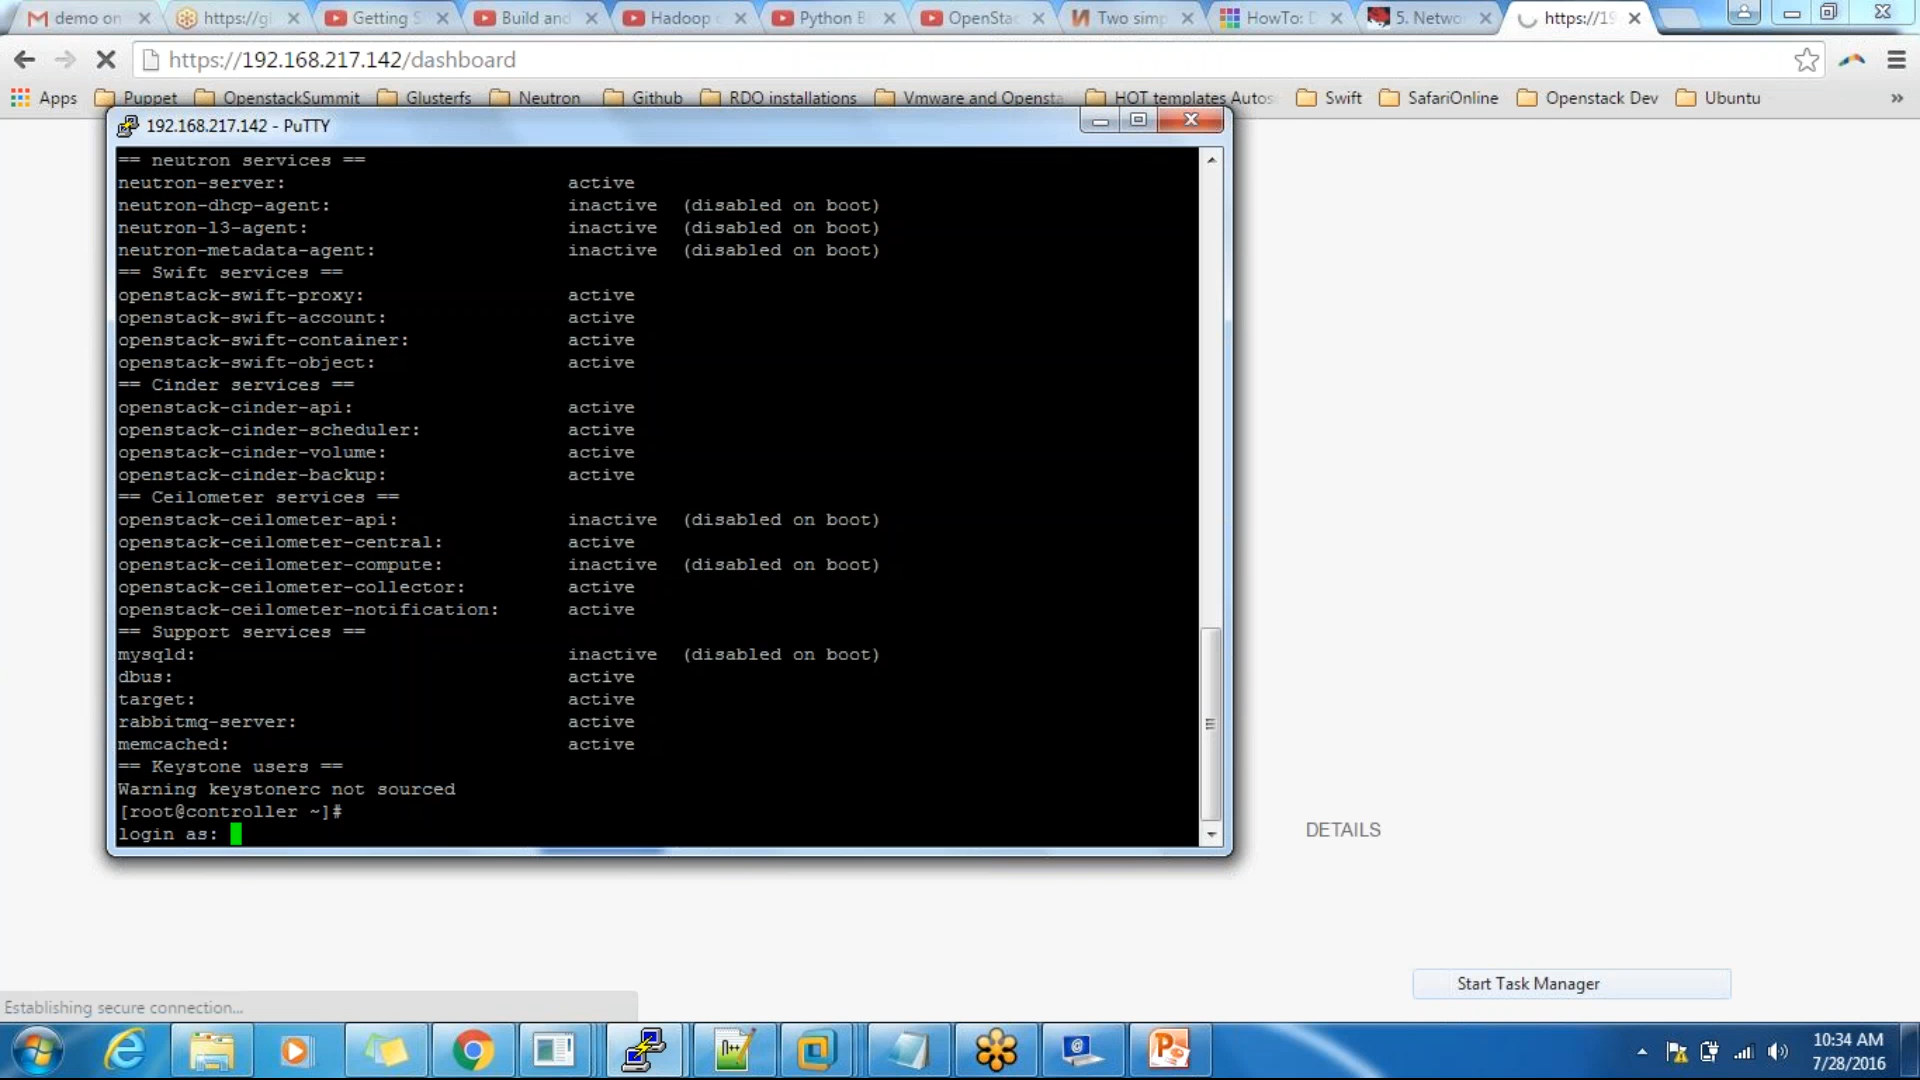 demo on
https://gl
Getting S
Build and
Hadoop
Python B
OpenSta
Two simp
HowTo: D
5. Netwo
https://19
https://192.168.217.142/dashboard
Apps
Puppet
OpenstackSummit
Glusterfs
Neutron
Github
RDO installations
Vmware and Opensta
HOT templates Autos
Swift
SafariOnline
Openstack Dev
Ubuntu
»
192.168.217.142 - PuTTY
== neutron services ==
neutron-server: active
neutron-dhcp-agent: inactive (disabled on boot)
neutron-l3-agent: inactive (disabled on boot)
neutron-metadata-agent: inactive (disabled on boot)
== Swift services ==
openstack-swift-proxy: active
openstack-swift-account: active
openstack-swift-container: active
openstack-swift-object: active
== Cinder services ==
openstack-cinder-api: active
openstack-cinder-scheduler: active
openstack-cinder-volume: active
openstack-cinder-backup: active
== Ceilometer services ==
openstack-ceilometer-api: inactive (disabled on boot)
openstack-ceilometer-central: active
openstack-ceilometer-compute: inactive (disabled on boot)
openstack-ceilometer-collector: active
openstack-ceilometer-notification: active
== Support services ==
mysqld: inactive (disabled on boot)
dbus: active
target: active
rabbitmq-server: active
memcached: active
== Keystone users ==
Warning keystonerc not sourced
[root@controller ~]#
login as:
DETAILS
Start Task Manager
Establishing secure connection...
10:34 AM
7/28/2016